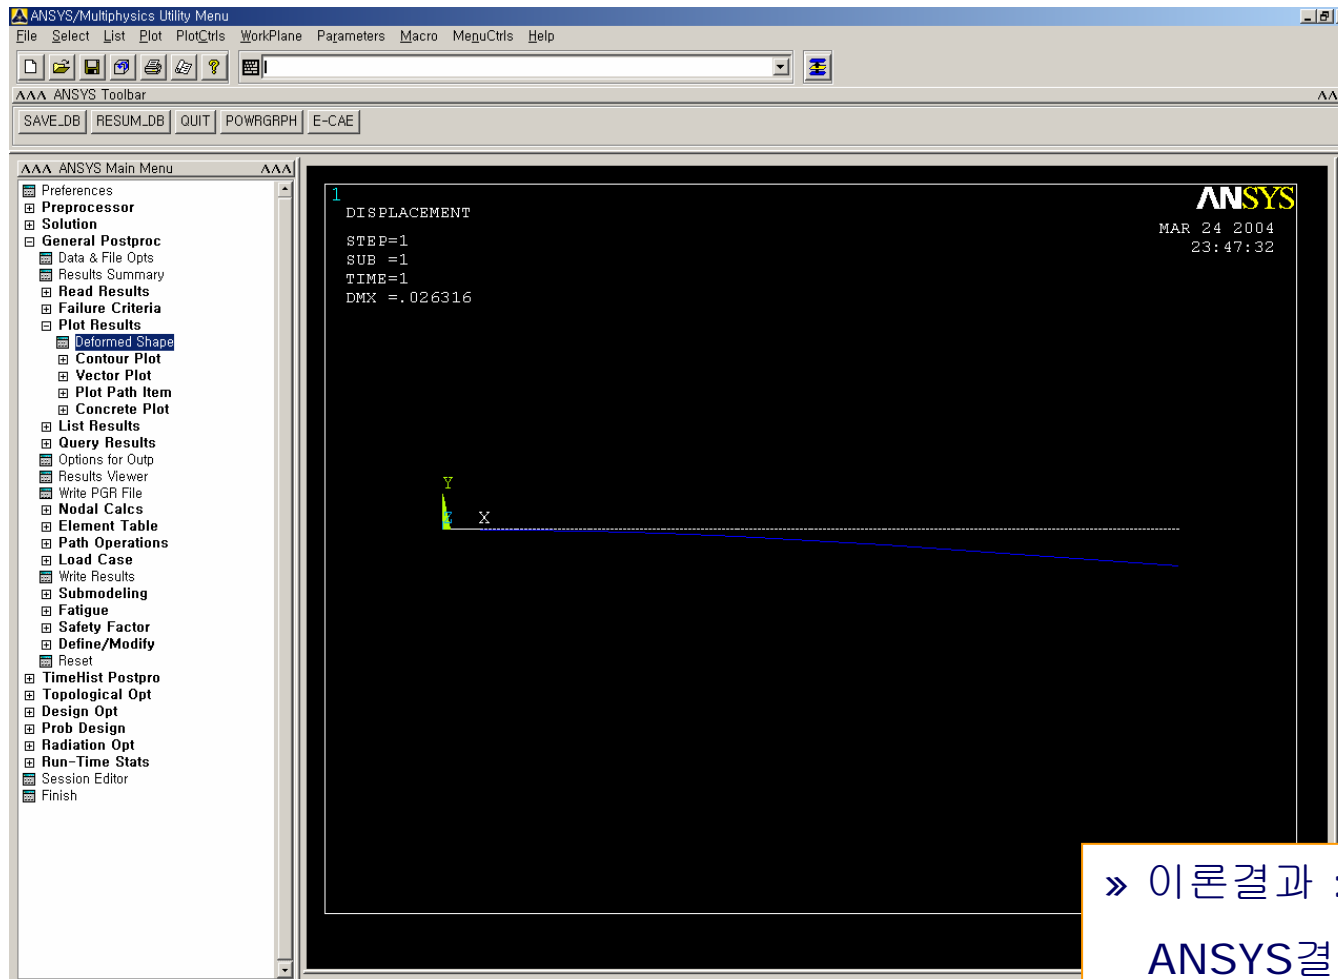 ANSYS/Multiphysics Utility Menu
File Select List Plot PlotCtrls WorkPlane Parameters Macro MenuCtrls Help
ΛΛΛ ANSYS Toolbar
SAVE_DB RESUM_DB QUIT POWRGRPH E-CAE
ΛΛΛ ANSYS Main Menu ΛΛΛ
Preferences
Preprocessor
Solution
General Postproc
Data & File Opts
Results Summary
Read Results
Failure Criteria
Plot Results
Deformed Shape
Contour Plot
Vector Plot
Plot Path Item
Concrete Plot
List Results
Query Results
Options for Outp
Results Viewer
Write PGR File
Nodal Calcs
Element Table
Path Operations
Load Case
Write Results
Submodeling
Fatigue
Safety Factor
Define/Modify
Reset
TimeHist Postpro
Topological Opt
Design Opt
Prob Design
Radiation Opt
Run-Time Stats
Session Editor
Finish
1
DISPLACEMENT
STEP=1
SUB =1
TIME=1
DMX =.026316
ANSYS
MAR 24 2004
23:47:32
Y
Z X
» 이론결과 :
ANSYS결